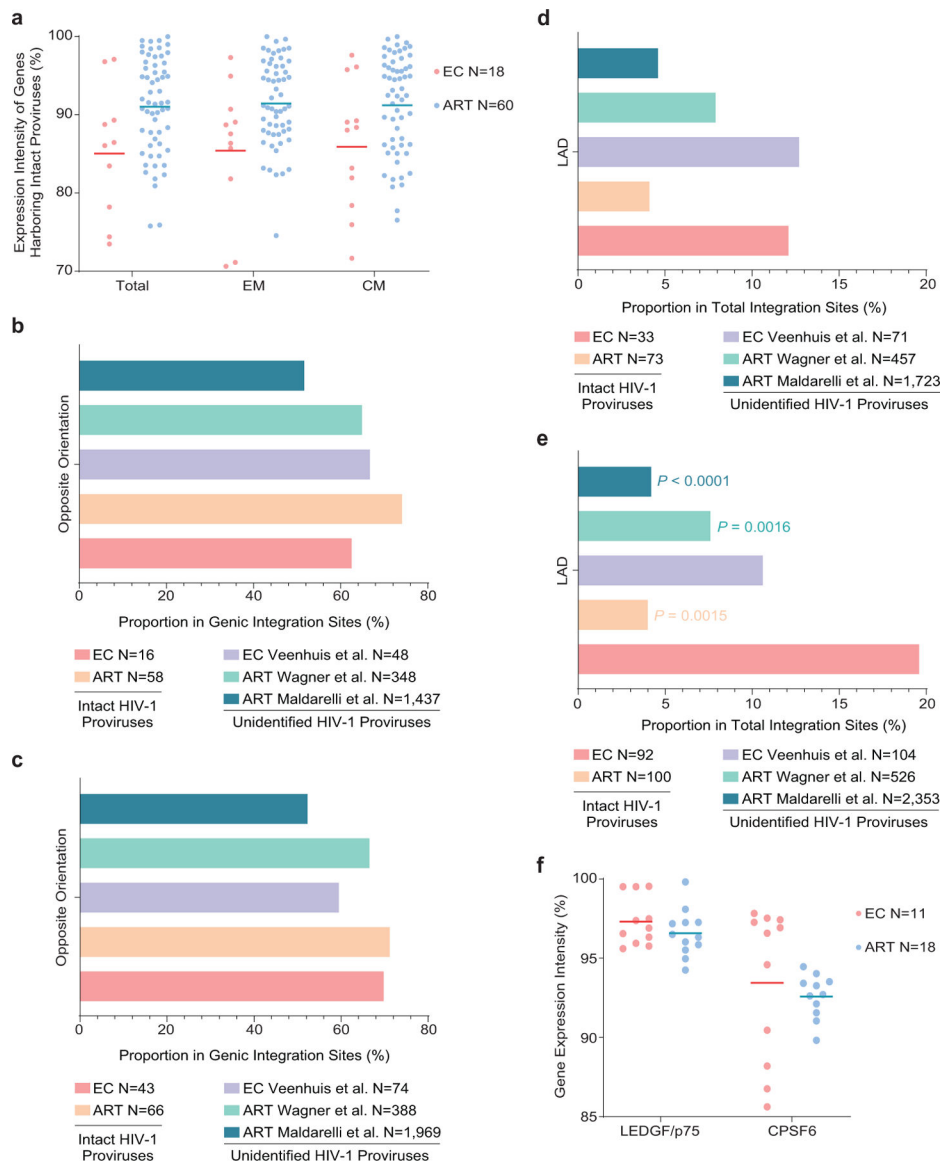 a
Expression Intensity of Genes
Harboring Intact Proviruses (%)
100
90
80
70
Total
EM
CM
EC N=18
ART N=60
b
Opposite Orientation
0
20
40
60
80
Proportion in Genic Integration Sites (%)
EC N=16
ART N=58
Intact HIV-1
Proviruses
EC Veenhuis et al. N=48
ART Wagner et al. N=348
ART Maldarelli et al. N=1,437
Unidentified HIV-1 Proviruses
c
Opposite Orientation
0
20
40
60
80
Proportion in Genic Integration Sites (%)
EC N=43
ART N=66
Intact HIV-1
Proviruses
EC Veenhuis et al. N=74
ART Wagner et al. N=388
ART Maldarelli et al. N=1,969
Unidentified HIV-1 Proviruses
d
LAD
0
5
10
15
20
Proportion in Total Integration Sites (%)
EC N=33
ART N=73
Intact HIV-1
Proviruses
EC Veenhuis et al. N=71
ART Wagner et al. N=457
ART Maldarelli et al. N=1,723
Unidentified HIV-1 Proviruses
e
LAD
P < 0.0001
P = 0.0016
P = 0.0015
0
5
10
15
20
Proportion in Total Integration Sites (%)
EC N=92
ART N=100
Intact HIV-1
Proviruses
EC Veenhuis et al. N=104
ART Wagner et al. N=526
ART Maldarelli et al. N=2,353
Unidentified HIV-1 Proviruses
f
Gene Expression Intensity (%)
100
95
90
85
LEDGF/p75
CPSF6
EC N=11
ART N=18